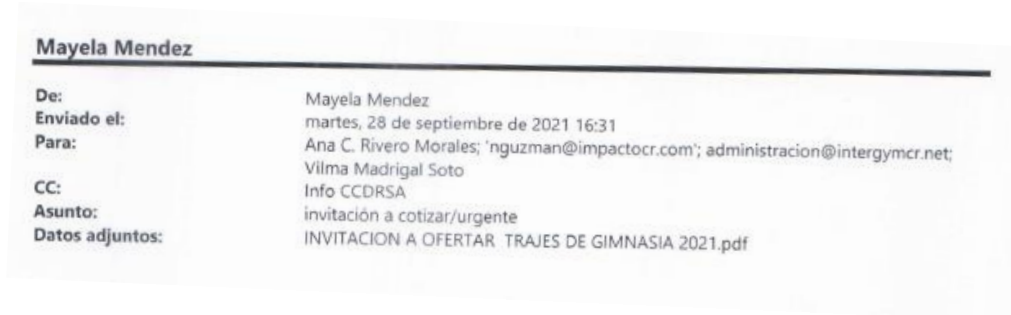 Mayela Mendez
De: Mayela Mendez
Enviado el: martes, 28 de septiembre de 2021 16:31
Para: Ana C. Rivero Morales; 'nguzman@impactocr.com'; administracion@intergymcr.net;
Vilma Madrigal Soto
CC: Info CCDRSA
Asunto: invitación a cotizar/urgente
Datos adjuntos: INVITACION A OFERTAR TRAJES DE GIMNASIA 2021.pdf